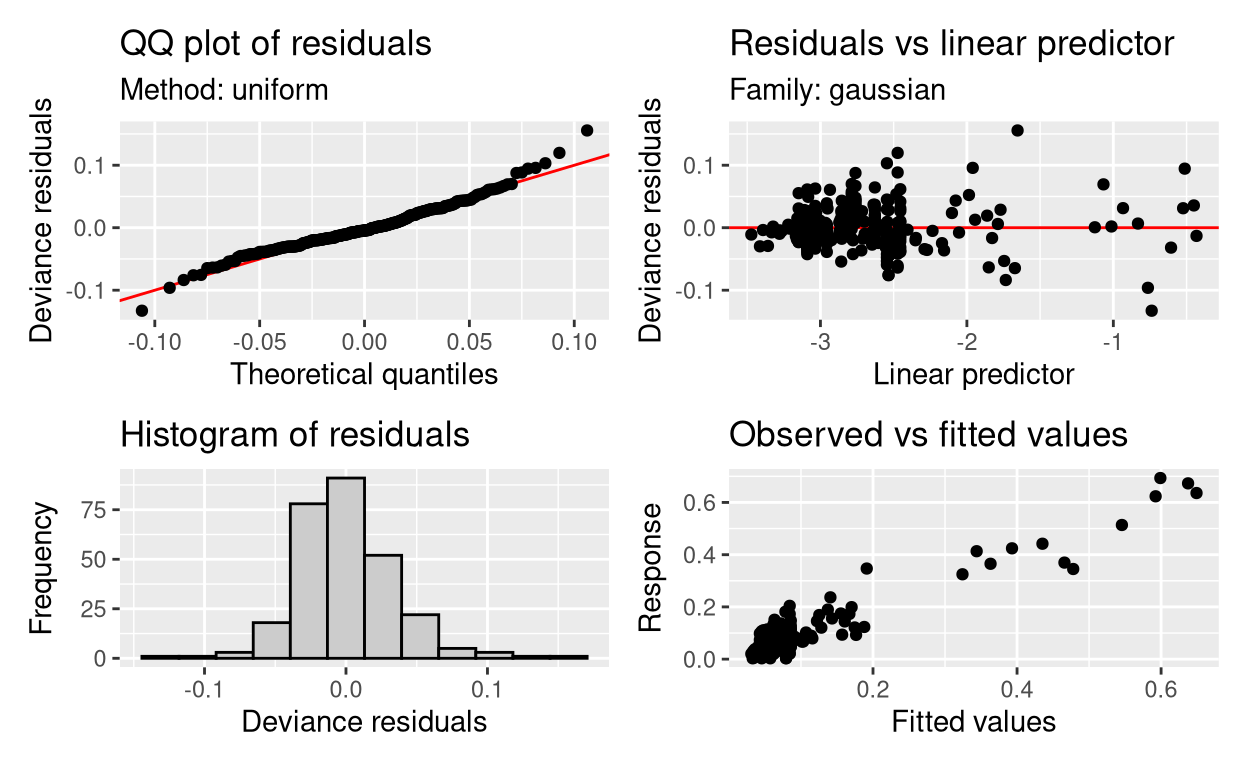 QQ plot of residuals
Method: uniform
Deviance residuals
0.1
0.0
-0.1
-0.10
-0.05
0.00
0.05
0.10
Theoretical quantiles
Residuals vs linear predictor
Family: gaussian
Deviance residuals
0.1
0.0
-0.1
-3
-2
-1
Linear predictor
Histogram of residuals
Frequency
75
50
25
0
-0.1
0.0
0.1
Deviance residuals
Observed vs fitted values
Response
0.6
0.4
0.2
0.0
0.2
0.4
0.6
Fitted values